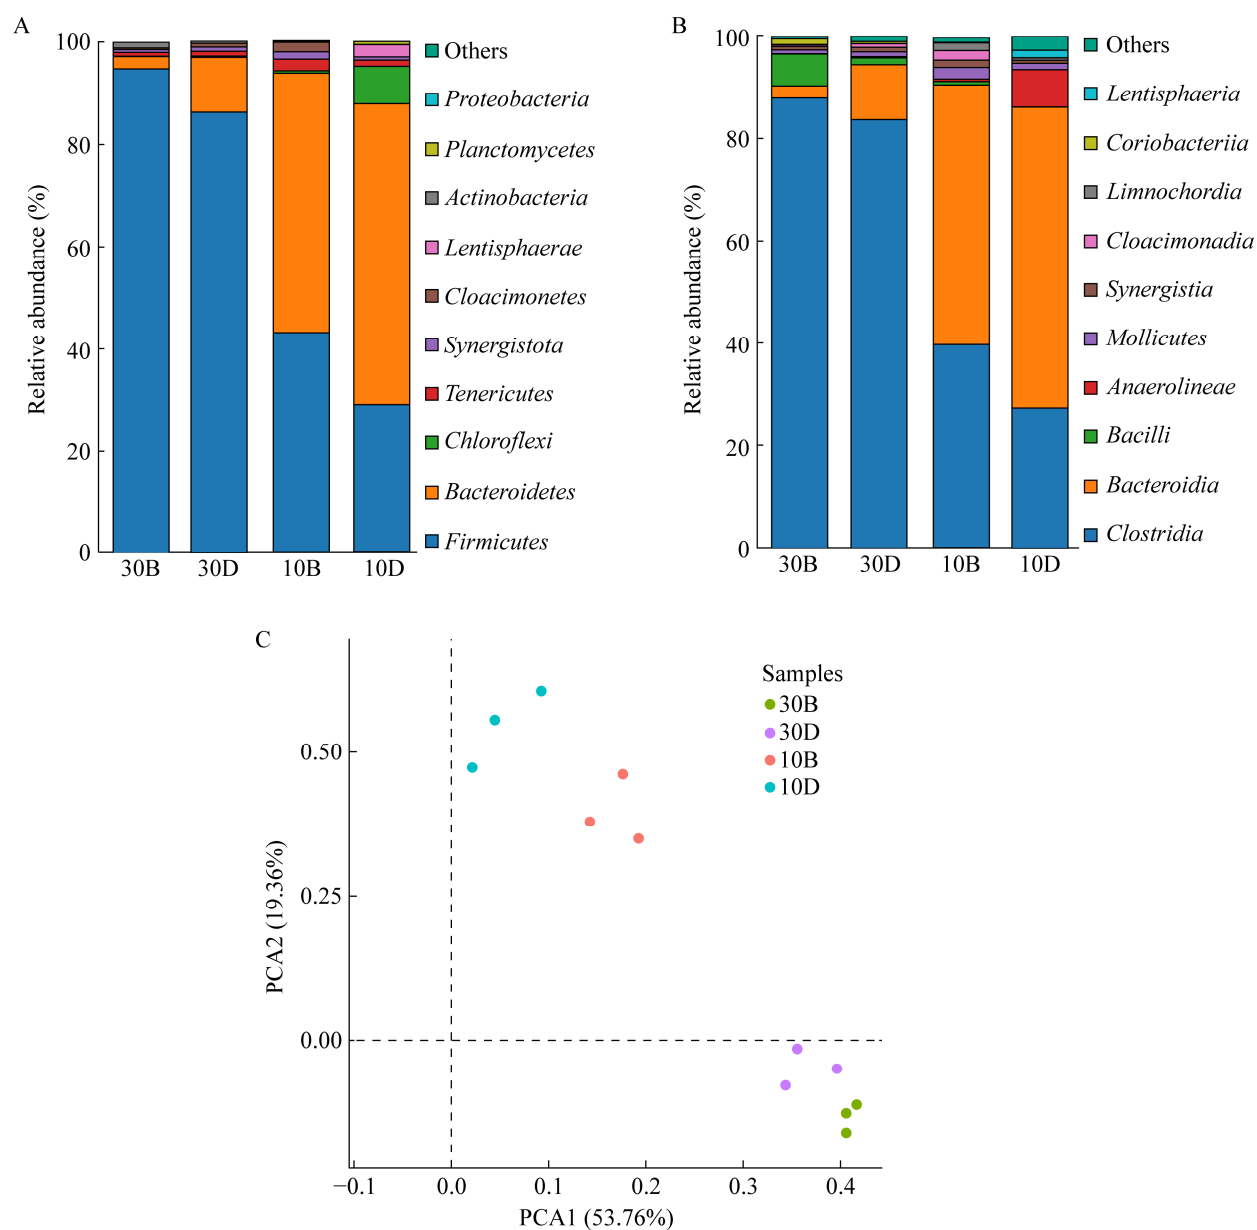 A
Relative abundance (%)
100
80
60
40
20
0
30B 30D 10B 10D
Others
Proteobacteria
Planctomycetes
Actinobacteria
Lentisphaerae
Cloacimonetes
Synergistota
Tenericutes
Chloroflexi
Bacteroidetes
Firmicutes
B
Relative abundance (%)
100
80
60
40
20
0
30B 30D 10B 10D
Others
Lentisphaeria
Coriobacteriia
Limnochordia
Cloacimonadia
Synergistia
Mollicutes
Anaerolineae
Bacilli
Bacteroidia
Clostridia
C
PCA2 (19.36%)
0.50
0.25
0.00
−0.1 0.0 0.1 0.2 0.3 0.4
PCA1 (53.76%)
Samples
30B
30D
10B
10D